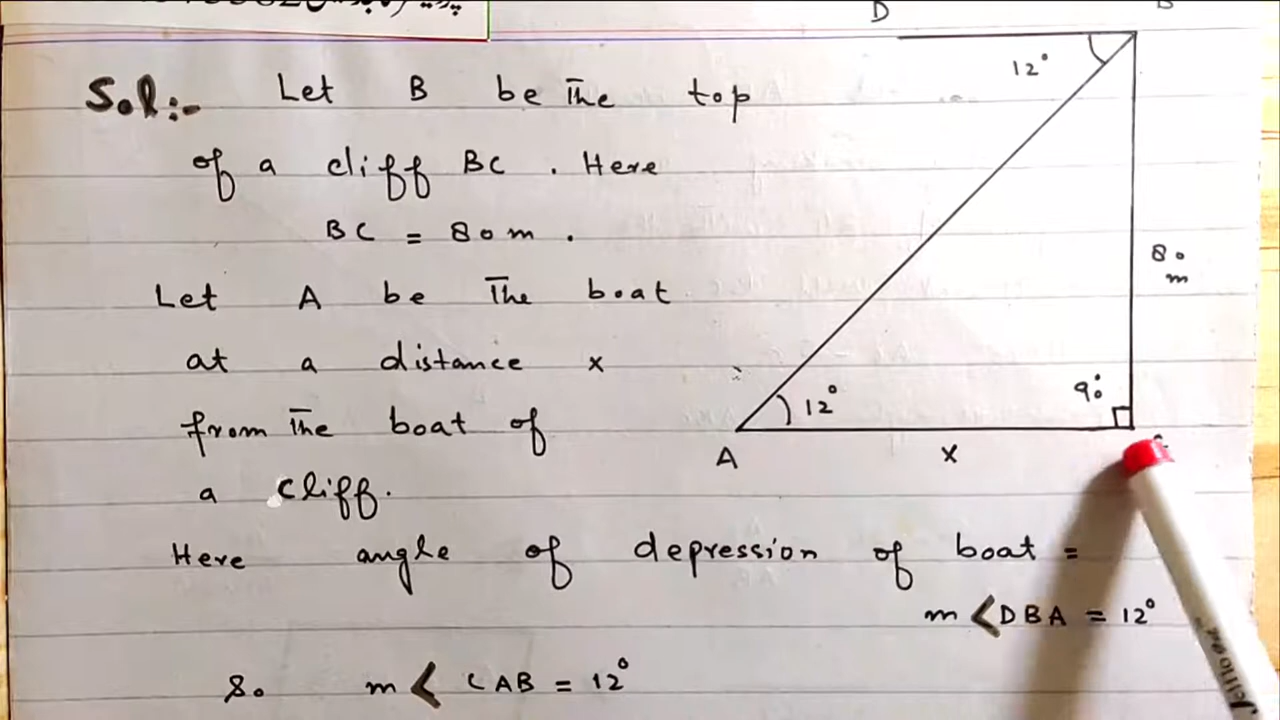 D
Sol:- Let B be The top
of a cliff BC . Here
BC = 80m .
Let A be The boat
at a distance x
from The boat of
a cliff.
Here angle of depression of boat =
m<DBA = 12°
So m< CAB = 12°
12°
80
m
90°
12°
A
x